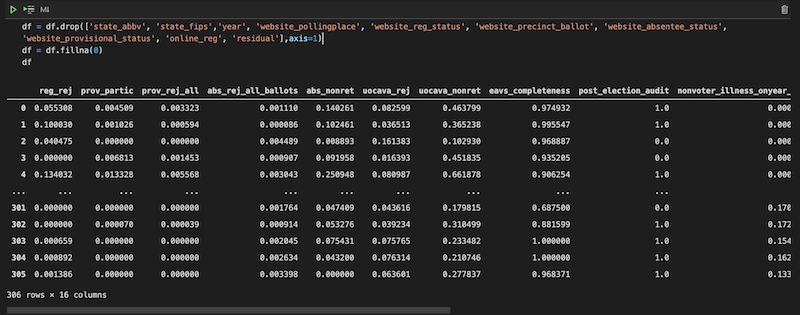 Ml
df = df.drop(['state_abbv', 'state_fips','year', 'website_pollingplace', 'website_reg_status', 'website_precinct_ballot', 'website_absentee_status',
'website_provisional_status', 'online_reg', 'residual'],axis=1)
df = df.fillna(0)
df
reg_rej prov_partic prov_rej_all abs_rej_all_ballots abs_nonret uocava_rej uocava_nonret eavs_completeness post_election_audit nonvoter_illness_onyear_
0 0.055308 0.004509 0.003323 0.001110 0.140261 0.082599 0.463799 0.974932 1.0 0.000
1 0.100030 0.001026 0.000594 0.000086 0.102461 0.036513 0.365238 0.995547 1.0 0.000
2 0.040475 0.000000 0.000000 0.004489 0.008893 0.161383 0.102930 0.968887 0.0 0.000
3 0.000000 0.006813 0.001453 0.000907 0.091958 0.016393 0.451835 0.935205 0.0 0.000
4 0.134032 0.013328 0.005568 0.003043 0.250948 0.080987 0.661878 0.906254 1.0 0.000
... ... ... ... ... ... ... ... ... ...
301 0.000000 0.000000 0.000000 0.001764 0.047409 0.043616 0.179815 0.687500 0.0 0.170
302 0.000000 0.000070 0.000039 0.000914 0.053276 0.039234 0.310499 0.881599 1.0 0.172
303 0.000659 0.000000 0.000000 0.002045 0.075431 0.075765 0.233482 1.000000 1.0 0.154
304 0.000892 0.000000 0.000000 0.002634 0.043200 0.076314 0.210746 1.000000 1.0 0.162
305 0.001386 0.000000 0.000000 0.003398 0.000000 0.063601 0.277837 0.968371 1.0 0.133
306 rows × 16 columns